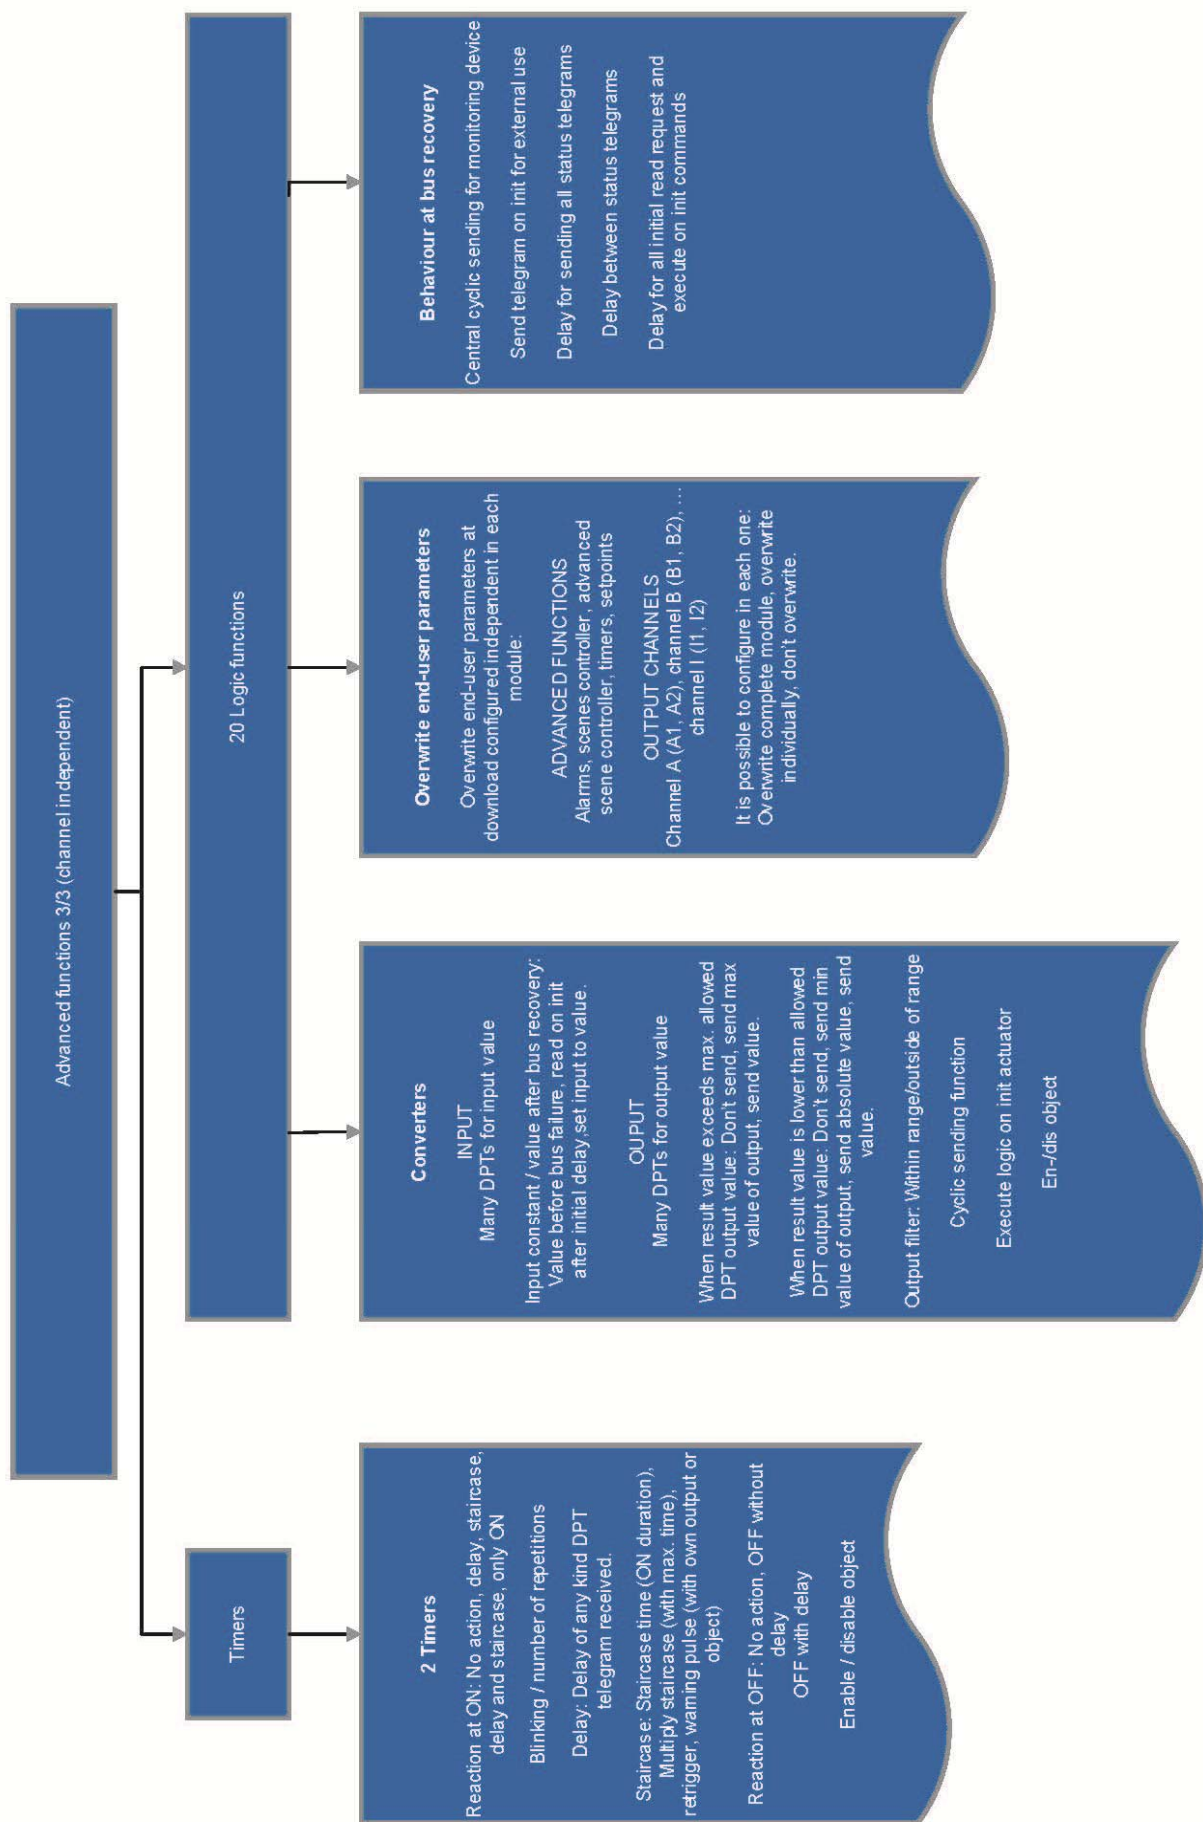 Advanced functions 3/3 (channel independent)
Timers
20 Logic functions
2 Timers
Reaction at ON: No action, delay, staircase,
delay and staircase, only ON
Blinking / number of repetitions
Delay: Delay of any kind DPT
telegram received.
Staircase: Staircase time (ON duration),
Multiply staircase (with max. time),
retrigger, warning pulse (with own output or
object)
Reaction at OFF: No action, OFF without
delay
OFF with delay
Enable / disable object
Converters
INPUT
Many DPTs for input value
Input constant / value after bus recovery:
Value before bus failure, read on init
after initial delay,set input to value.
OUPUT
Many DPTs for output value
When result value exceeds max. allowed
DPT output value: Don't send, send max
value of output, send value.
When result value is lower than allowed
DPT output value: Don't send, send min
value of output, send absolute value, send
value.
Output filter: Within range/outside of range
Cyclic sending function
Execute logic on init actuator
En-/dis object
Overwrite end-user parameters
Overwrite end-user parameters at
download configured independent in each
module:
ADVANCED FUNCTIONS
Alarms, scenes controller, advanced
scene controller, timers, setpoints
OUTPUT CHANNELS
Channel A (A1, A2), channel B (B1, B2), …
channel I (I1, I2)
It is possible to configure in each one:
Overwrite complete module, overwrite
individually, don't overwrite.
Behaviour at bus recovery
Central cyclic sending for monitoring device
Send telegram on init for external use
Delay for sending all status telegrams
Delay between status telegrams
Delay for all initial read request and
execute on init commands